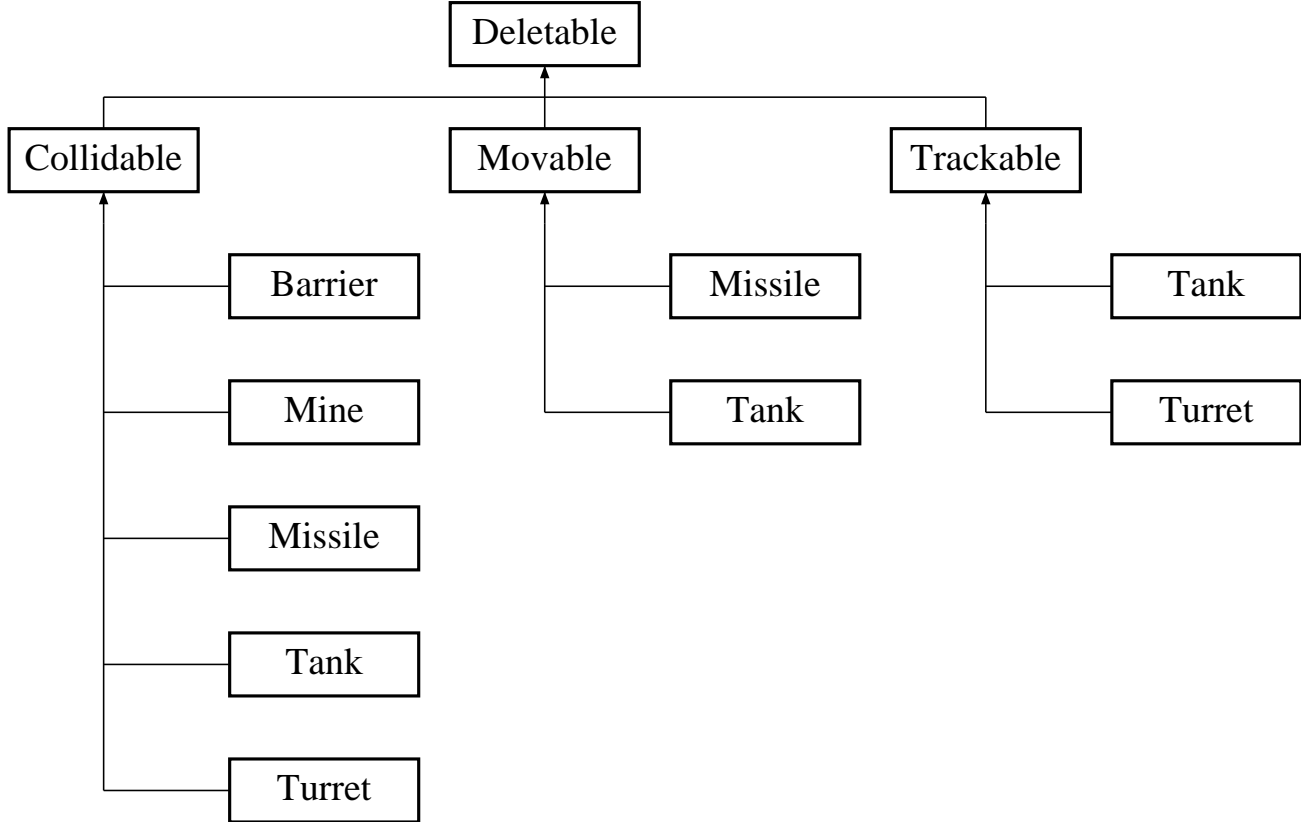 Deletable
Collidable
Movable
Trackable
Barrier
Missile
Tank
Mine
Tank
Turret
Missile
Tank
Turret